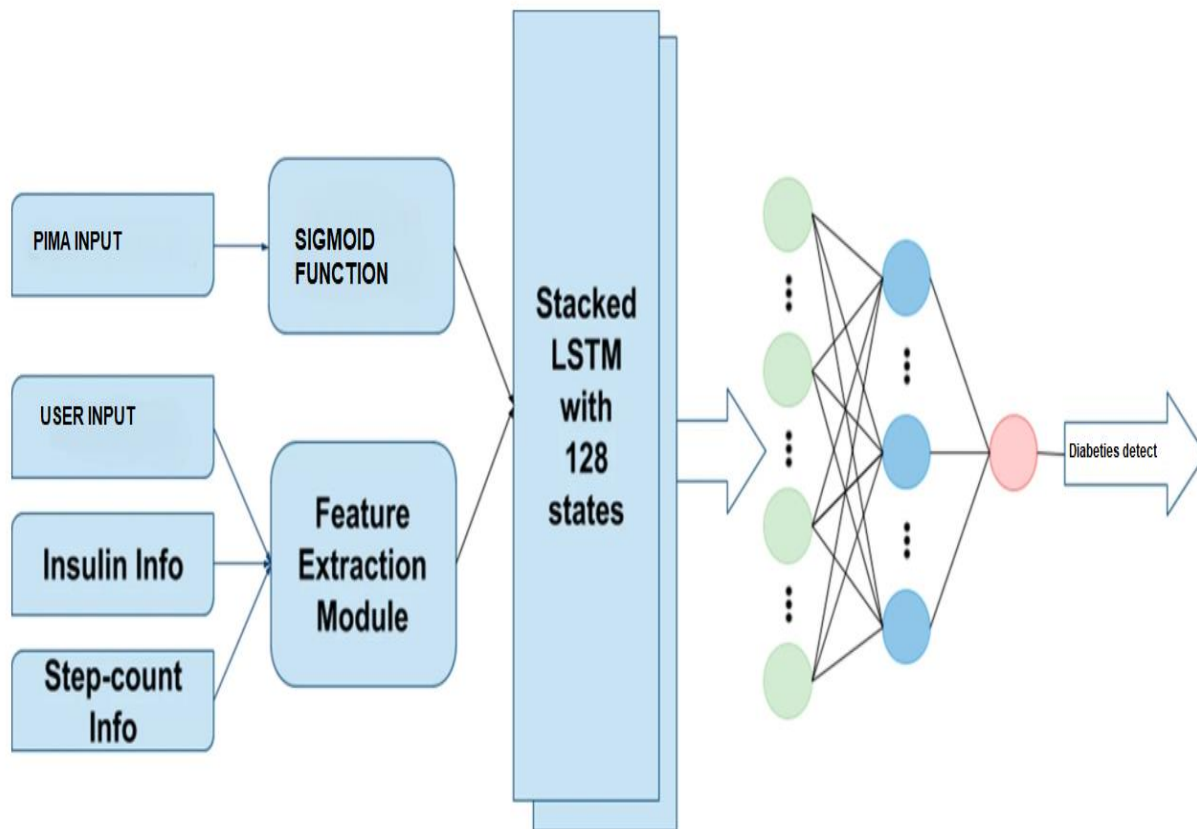 PIMA INPUT
SIGMOID
FUNCTION
USER INPUT
Insulin Info
Step-count
Info
Feature
Extraction
Module
Stacked
LSTM
with
128
states
Diabeties detect